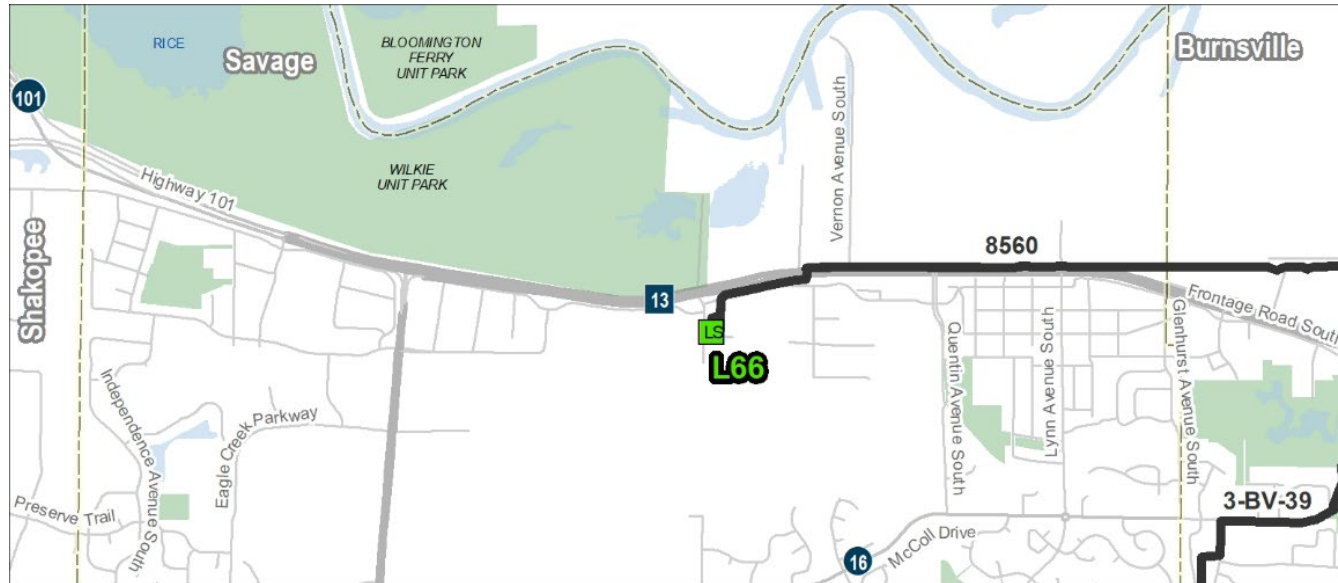 RICE
Savage
BLOOMINGTON
FERRY
UNIT PARK
Burnsville
101
WILKIE
UNIT PARK
Highway 101
Vernon Avenue South
Shakopee
8560
13
LS
L66
Frontage Road South
Independence Avenue South
Eagle Creek Parkway
Quentin Avenue South
Lynn Avenue South
Glenhurst Avenue South
Preserve Trail
3-BV-39
McColl Drive
16